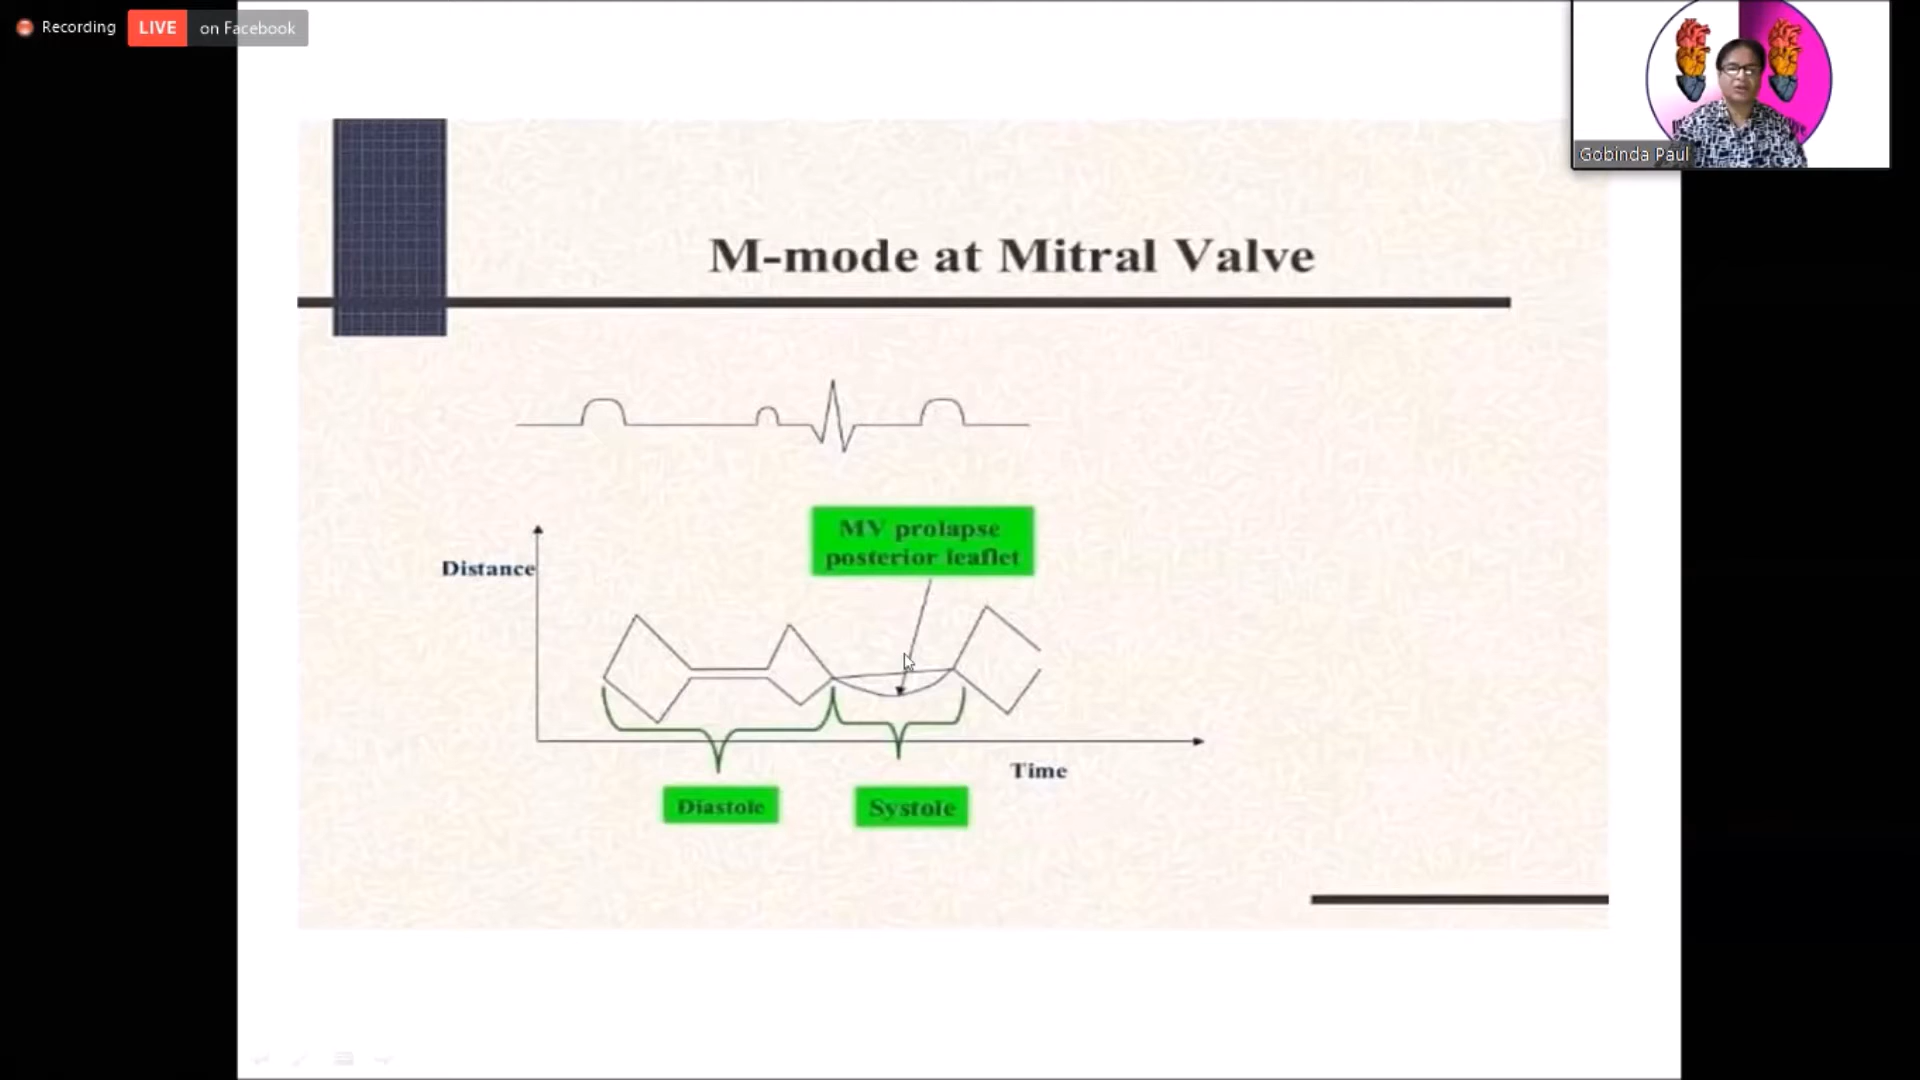 Recording
LIVE on Facebook
Gobinda Paul
M-mode at Mitral Valve
MV prolapse
posterior leaflet
Distance
Time
Diastole
Systole